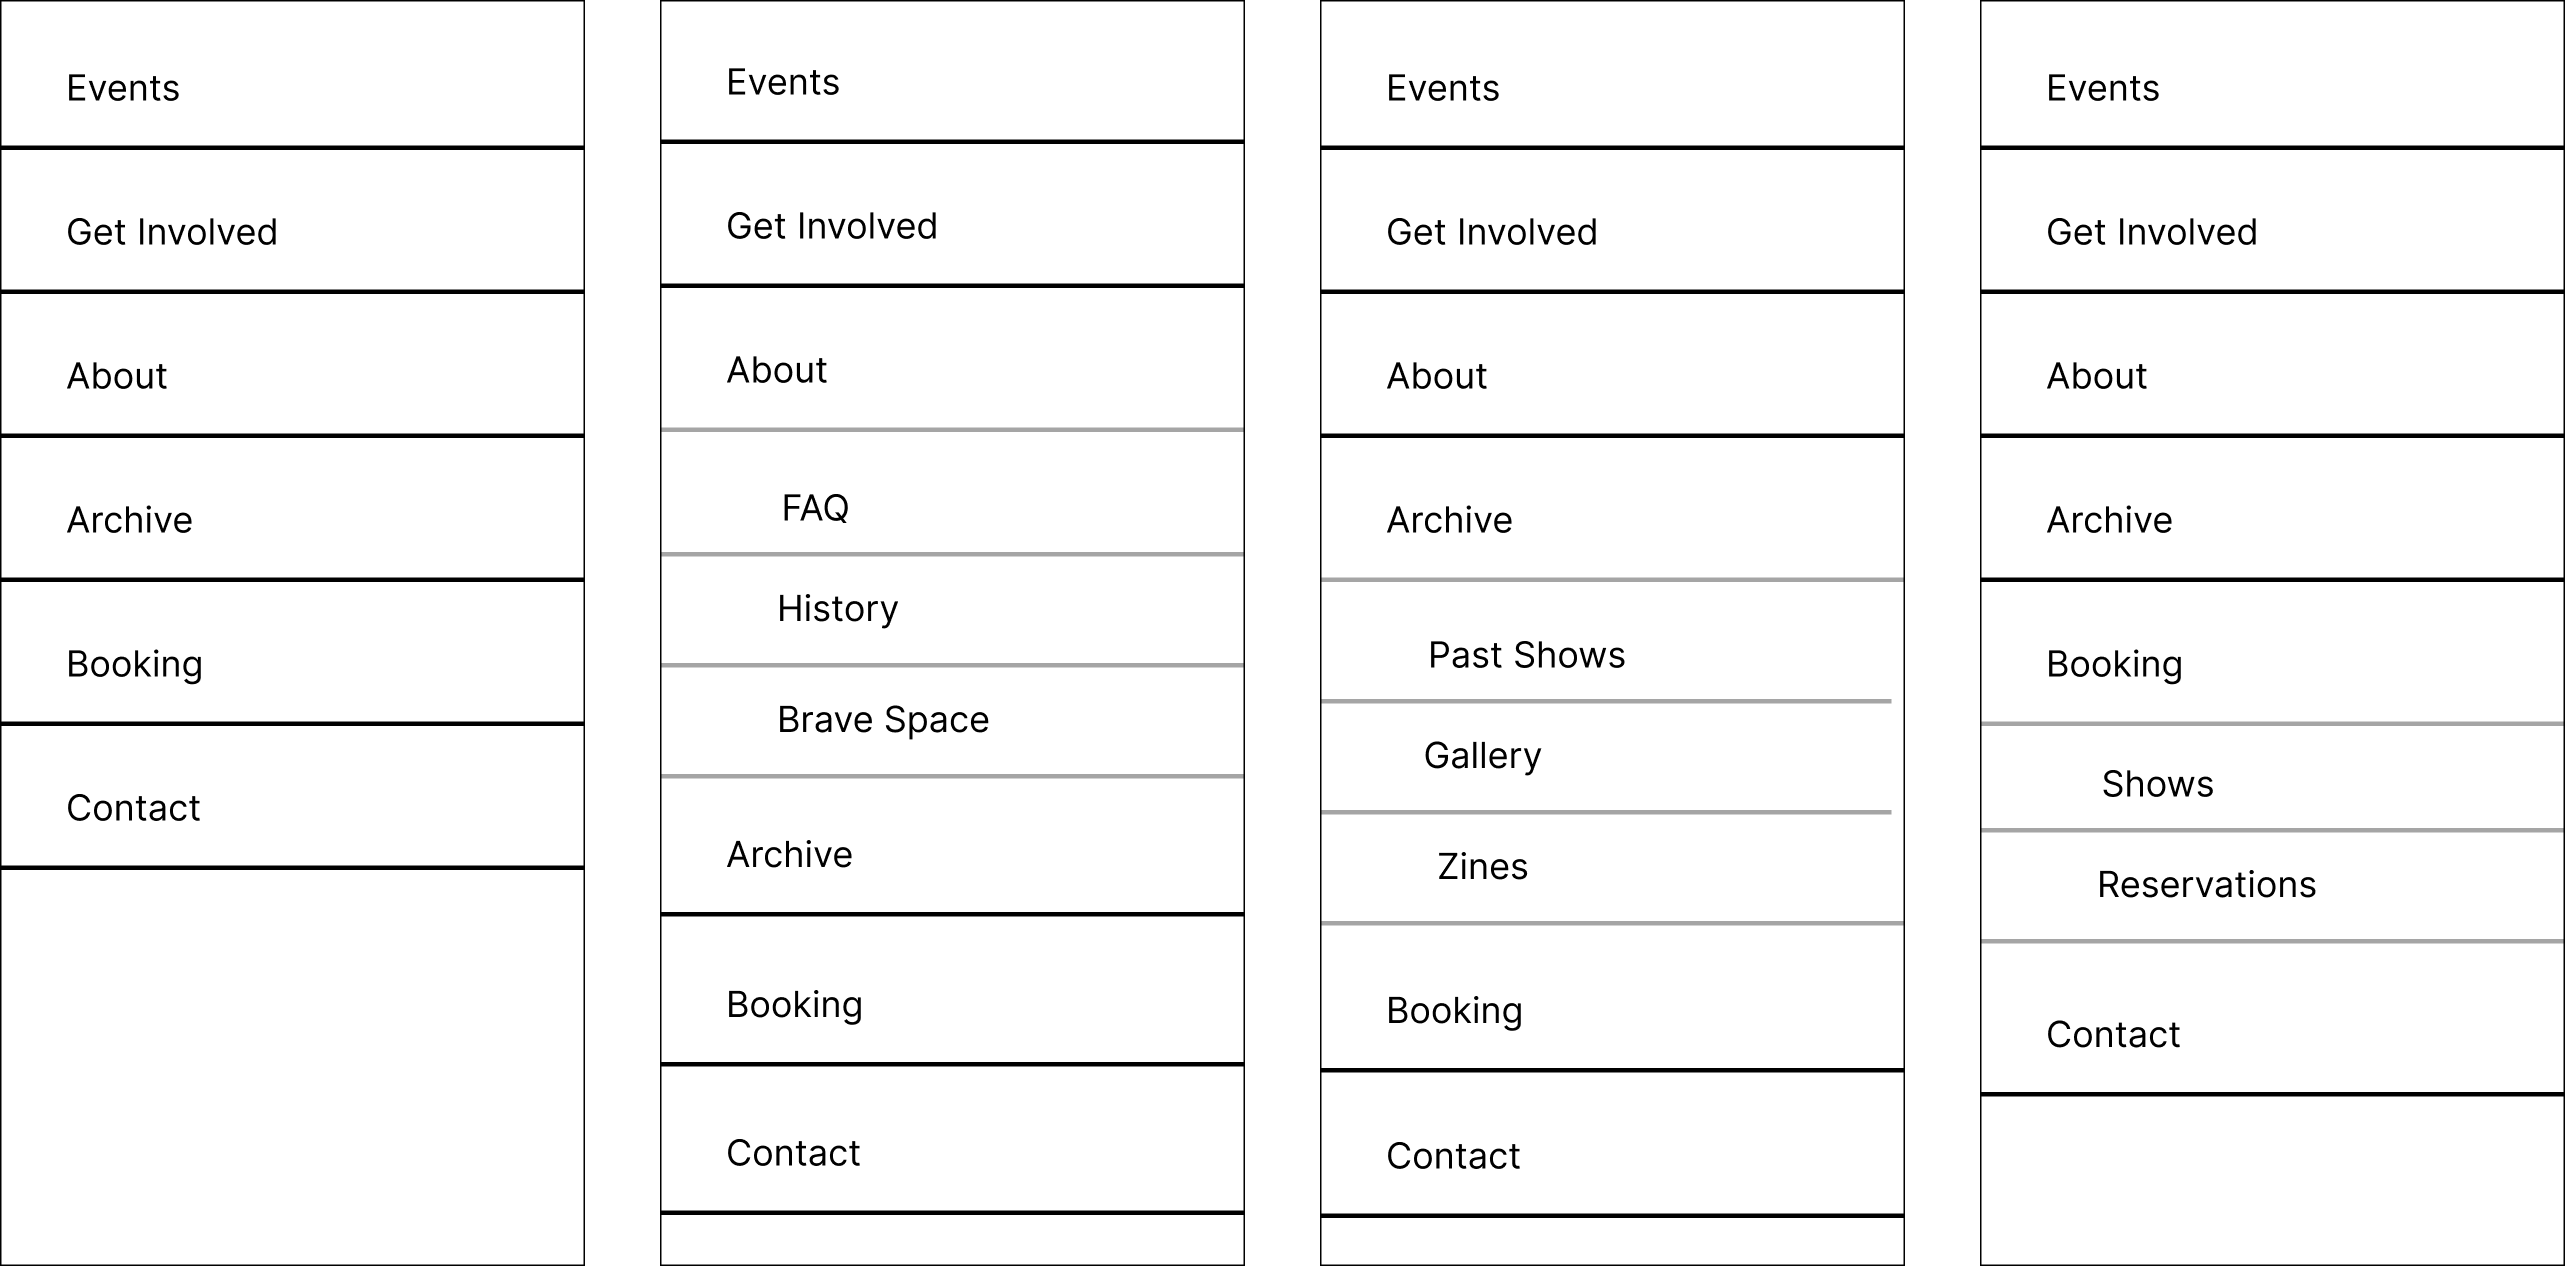 Events
Get Involved
About
Archive
Booking
Contact
Events
Get Involved
About
FAQ
History
Brave Space
Archive
Booking
Contact
Events
Get Involved
About
Archive
Past Shows
Gallery
Zines
Booking
Contact
Events
Get Involved
About
Archive
Booking
Shows
Reservations
Contact